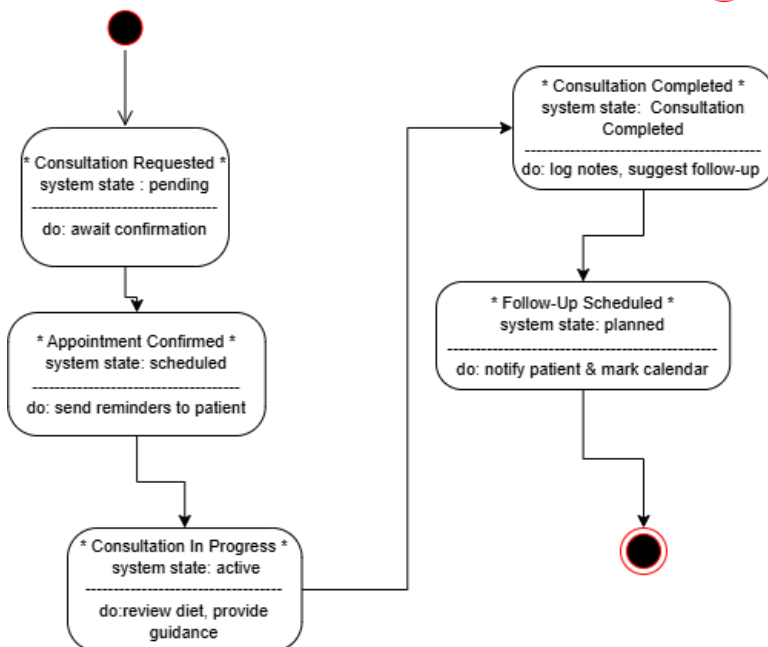 * Consultation Requested *
system state : pending
------------------------------------
do: await confirmation
* Appointment Confirmed *
system state: scheduled
---------------------------------------
do: send reminders to patient
* Consultation In Progress *
system state: active
---------------------------------------
do:review diet, provide
guidance
* Consultation Completed *
system state:  Consultation
Completed
---------------------------------------------
do: log notes, suggest follow-up
* Follow-Up Scheduled *
system state: planned
----------------------------------------------------
do: notify patient & mark calendar